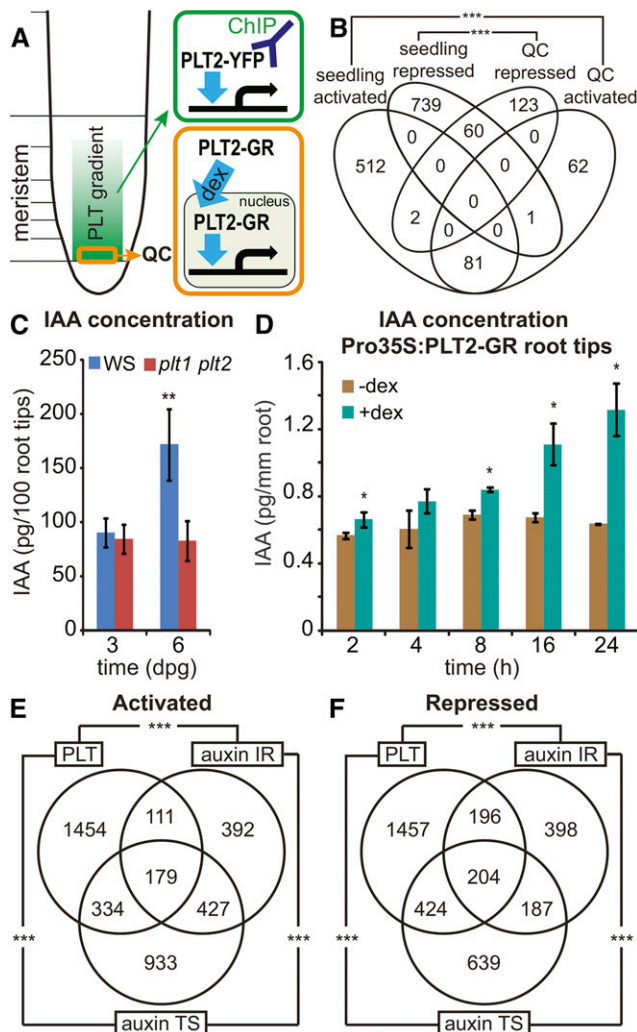 A
meristem
PLT gradient
QC
ChIP
PLT2-YFP
PLT2-GR
dex
nucleus
PLT2-GR
B
***
***
seedling activated
seedling repressed
QC repressed
QC activated
739
123
512
60
62
0
0
0
0
2
0
1
0
0
81
C
IAA concentration
WS
plt1 plt2
IAA (pg/100 root tips)
250
200
150
100
50
0
**
3
6
time (dpg)
D
IAA concentration
Pro35S:PLT2-GR root tips
-dex
+dex
IAA (pg/mm root)
1.6
1.2
0.8
0.4
0
*
*
*
*
2
4
8
16
24
time (h)
E
Activated
***
PLT
auxin IR
1454
111
392
179
334
427
933
***
***
auxin TS
F
Repressed
***
PLT
auxin IR
1457
196
398
204
424
187
639
***
***
auxin TS